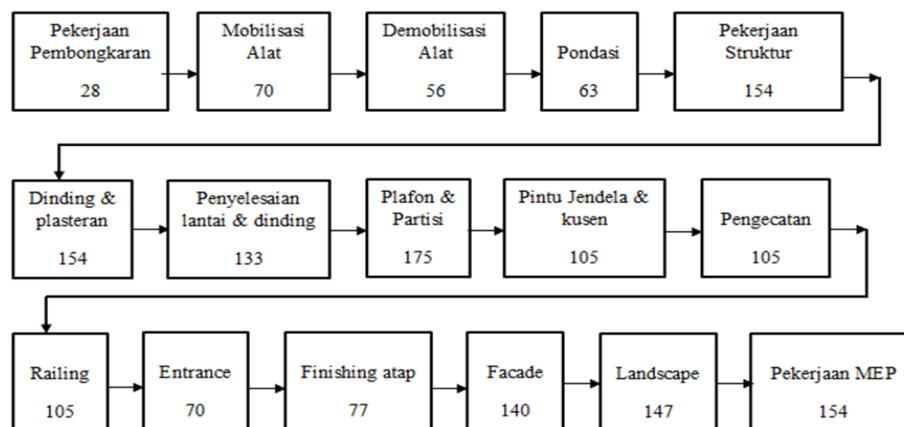 Pekerjaan
Pembongkaran
28
Mobilisasi
Alat
70
Demobilisasi
Alat
56
Pondasi
63
Pekerjaan
Struktur
154
Dinding &
plasteran
154
Penyelesaian
lantai & dinding
133
Plafon &
Partisi
175
Pintu Jendela &
kusen
105
Pengecatan
105
Railing
105
Entrance
70
Finishing atap
77
Facade
140
Landscape
147
Pekerjaan MEP
154